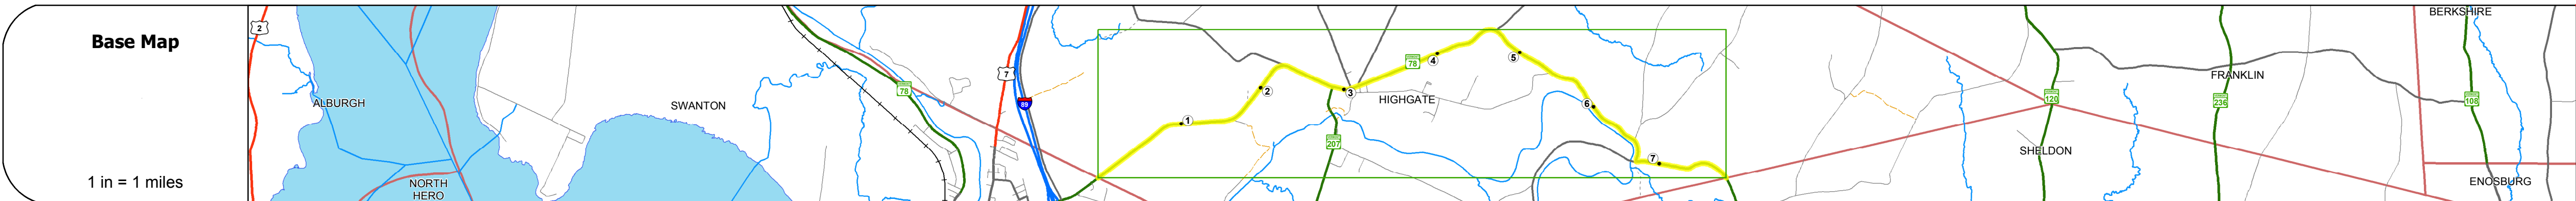 Base Map
1 in = 1 miles
2
ALBURGH
NORTH
HERO
SWANTON
78
7
89
1
2
3
207
HIGHGATE
78
4
5
6
7
120
SHELDON
FRANKLIN
236
BERKSHIRE
108
ENOSBURG